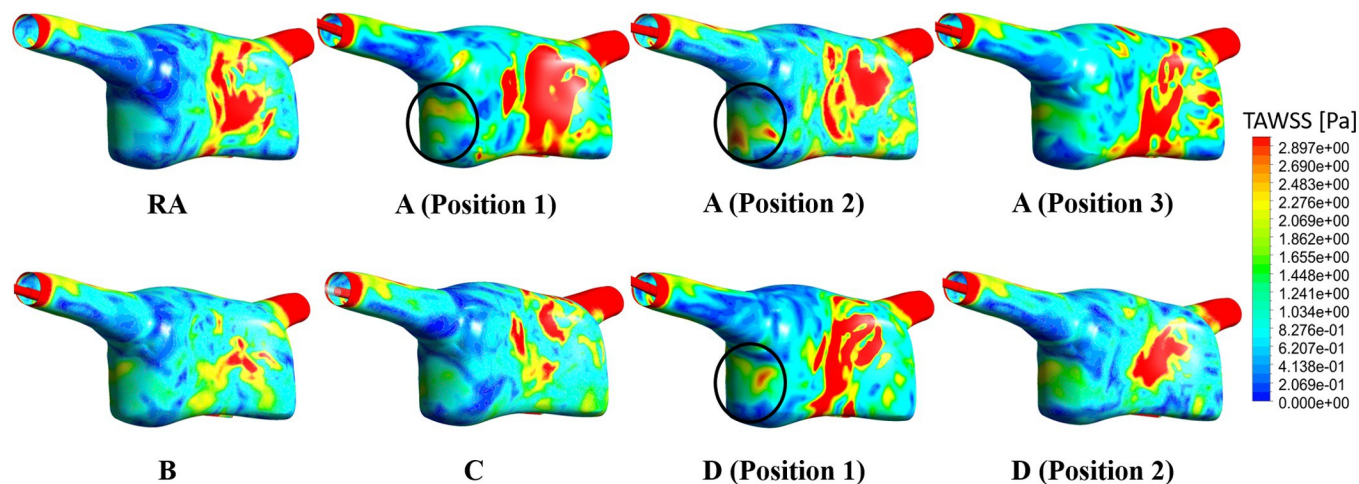 RA
A (Position 1)
A (Position 2)
A (Position 3)
TAWSS [Pa]
2.897e+00
2.690e+00
2.483e+00
2.276e+00
2.069e+00
1.862e+00
1.655e+00
1.448e+00
1.241e+00
1.034e+00
8.276e-01
6.207e-01
4.138e-01
2.069e-01
0.000e+00
B
C
D (Position 1)
D (Position 2)